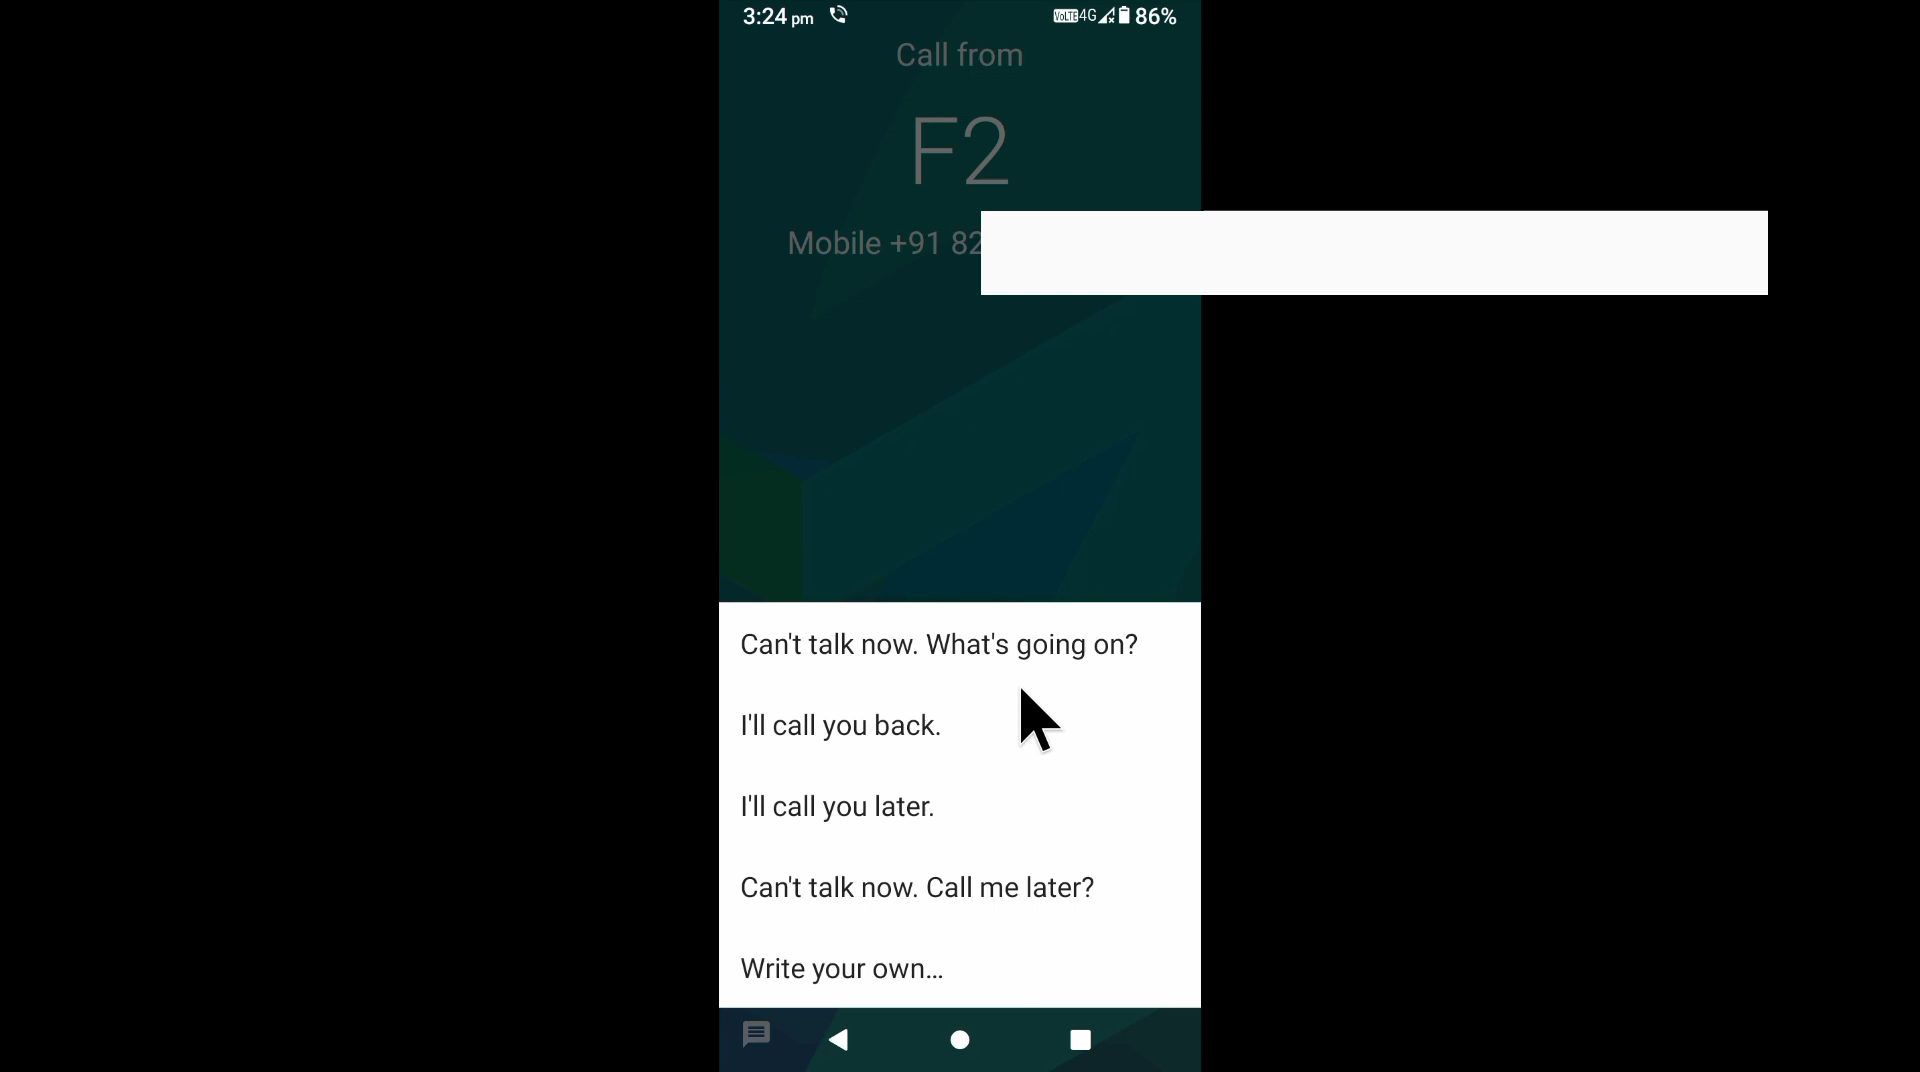 3:24 pm VoLTE 4G 86%
Call from
F2
Mobile +91 82
Can't talk now. What's going on?
I'll call you back.
I'll call you later.
Can't talk now. Call me later?
Write your own...